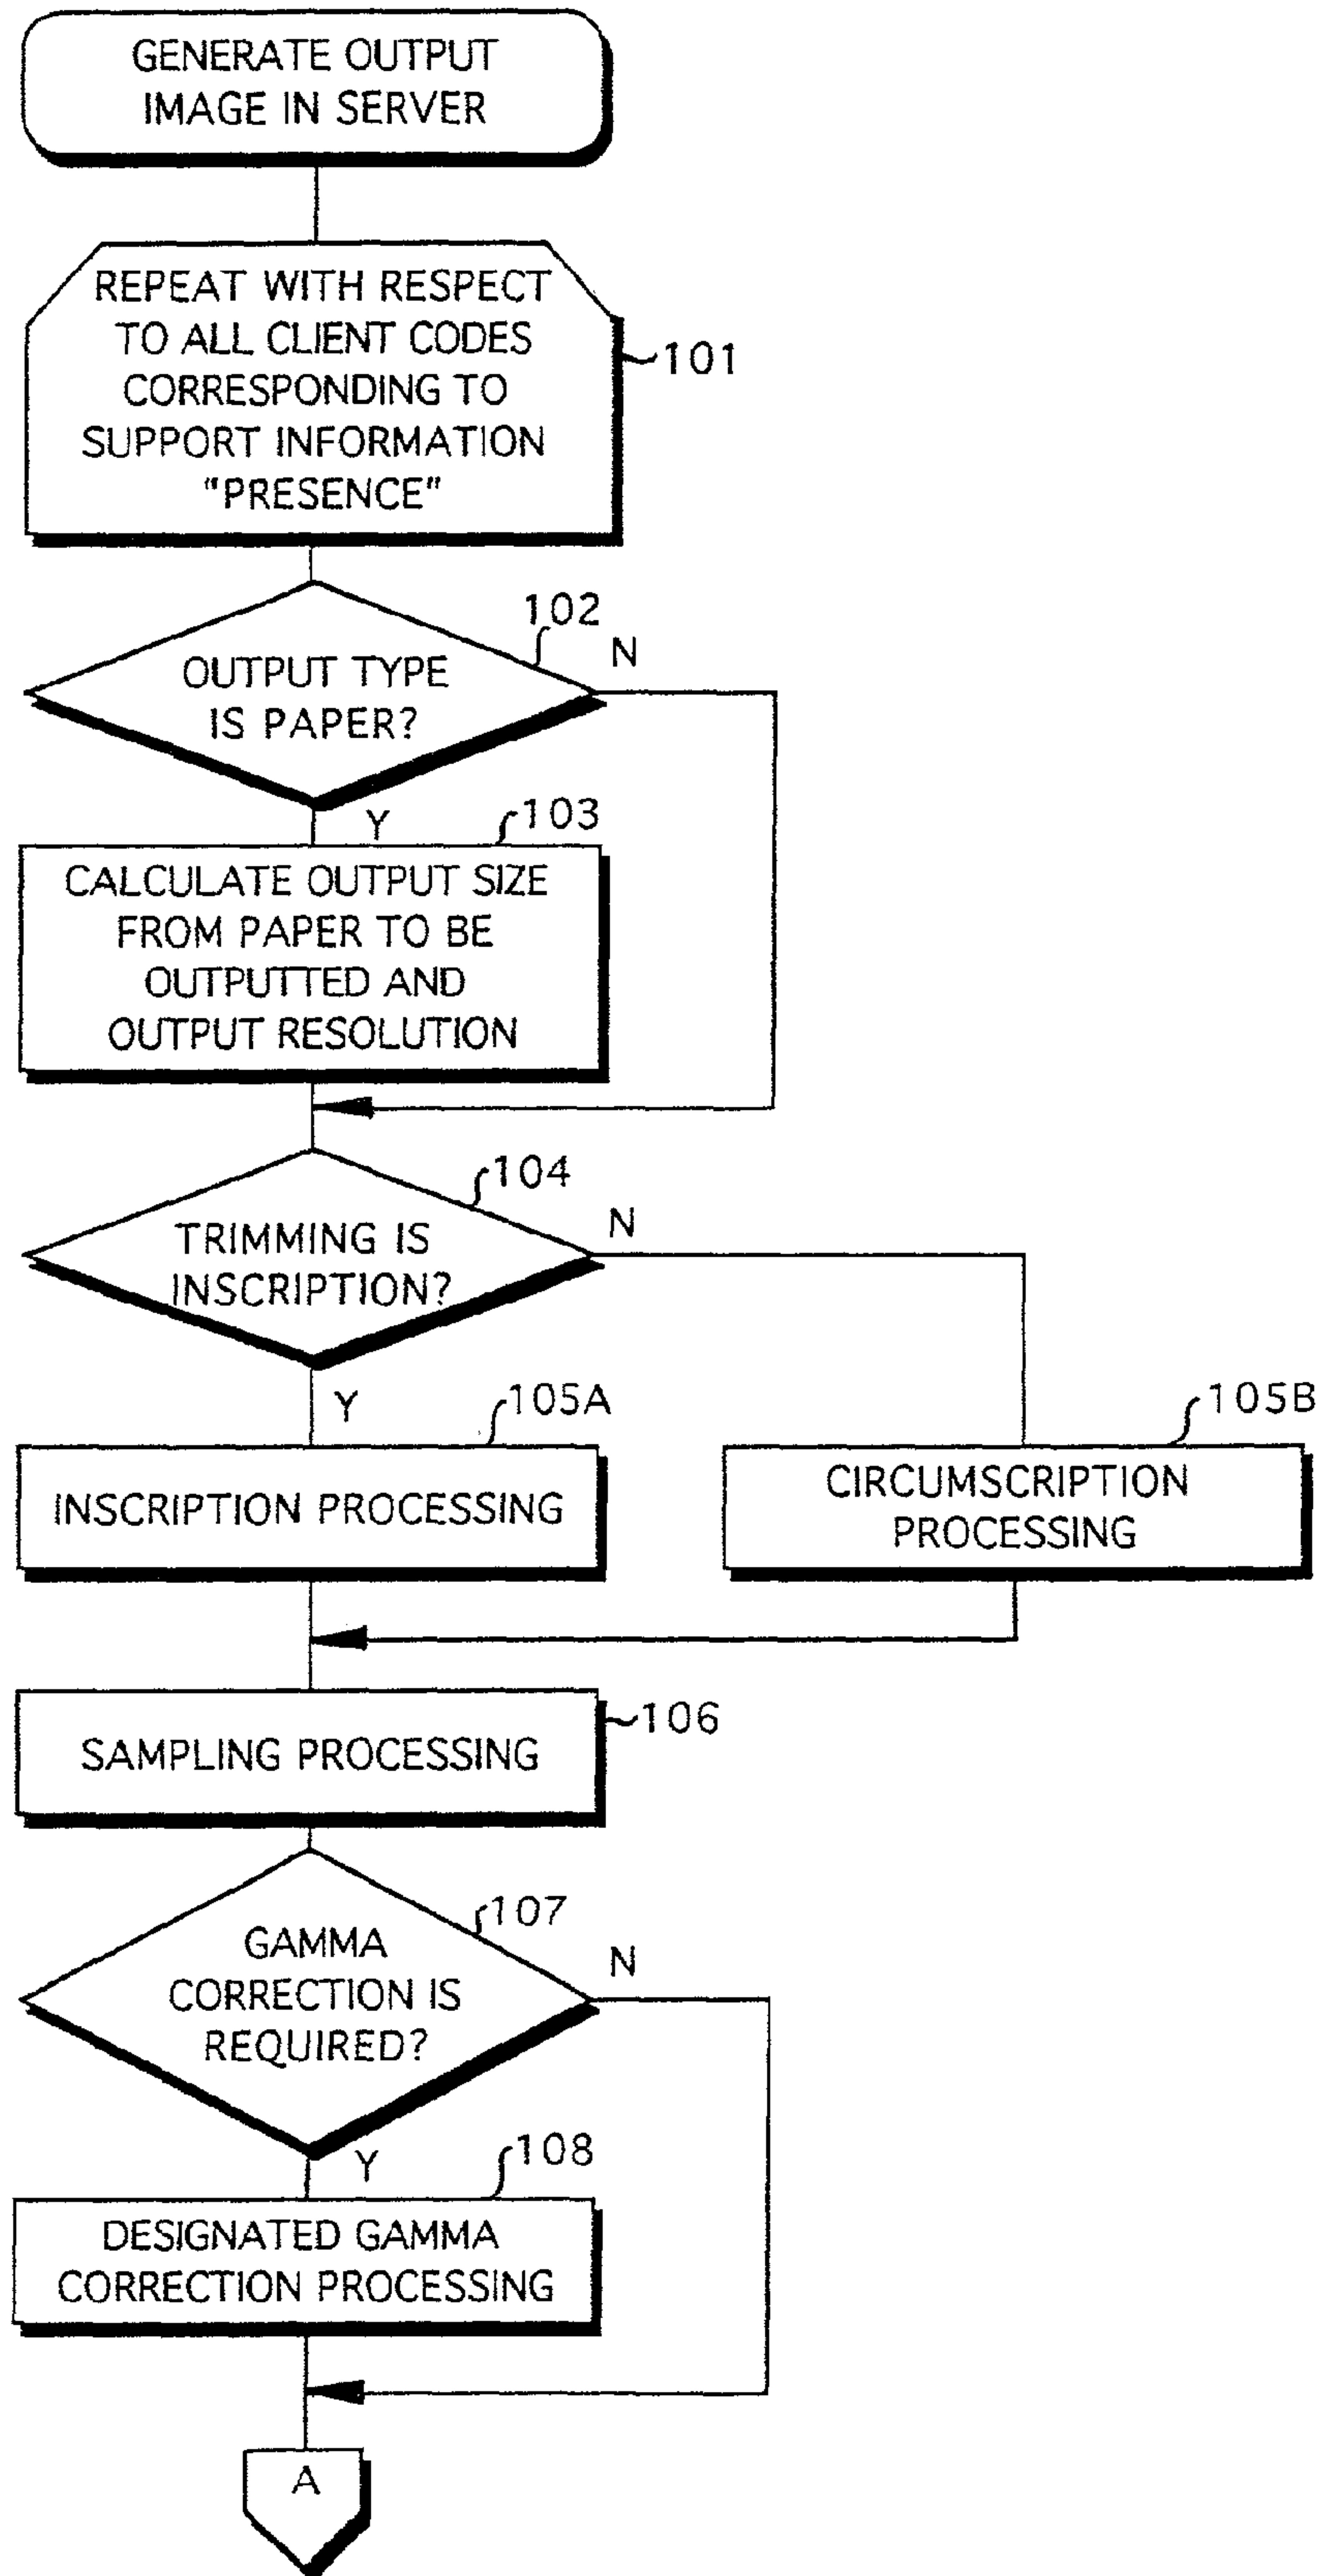 GENERATE OUTPUT
IMAGE IN SERVER
REPEAT WITH RESPECT
TO ALL CLIENT CODES
CORRESPONDING TO
SUPPORT INFORMATION
"PRESENCE"
101
102
OUTPUT TYPE
IS PAPER?
N
Y
103
CALCULATE OUTPUT SIZE
FROM PAPER TO BE
OUTPUTTED AND
OUTPUT RESOLUTION
104
TRIMMING IS
INSCRIPTION?
N
Y
105A
INSCRIPTION PROCESSING
105B
CIRCUMSCRIPTION
PROCESSING
SAMPLING PROCESSING
106
107
GAMMA
CORRECTION IS
REQUIRED?
N
Y
108
DESIGNATED GAMMA
CORRECTION PROCESSING
A